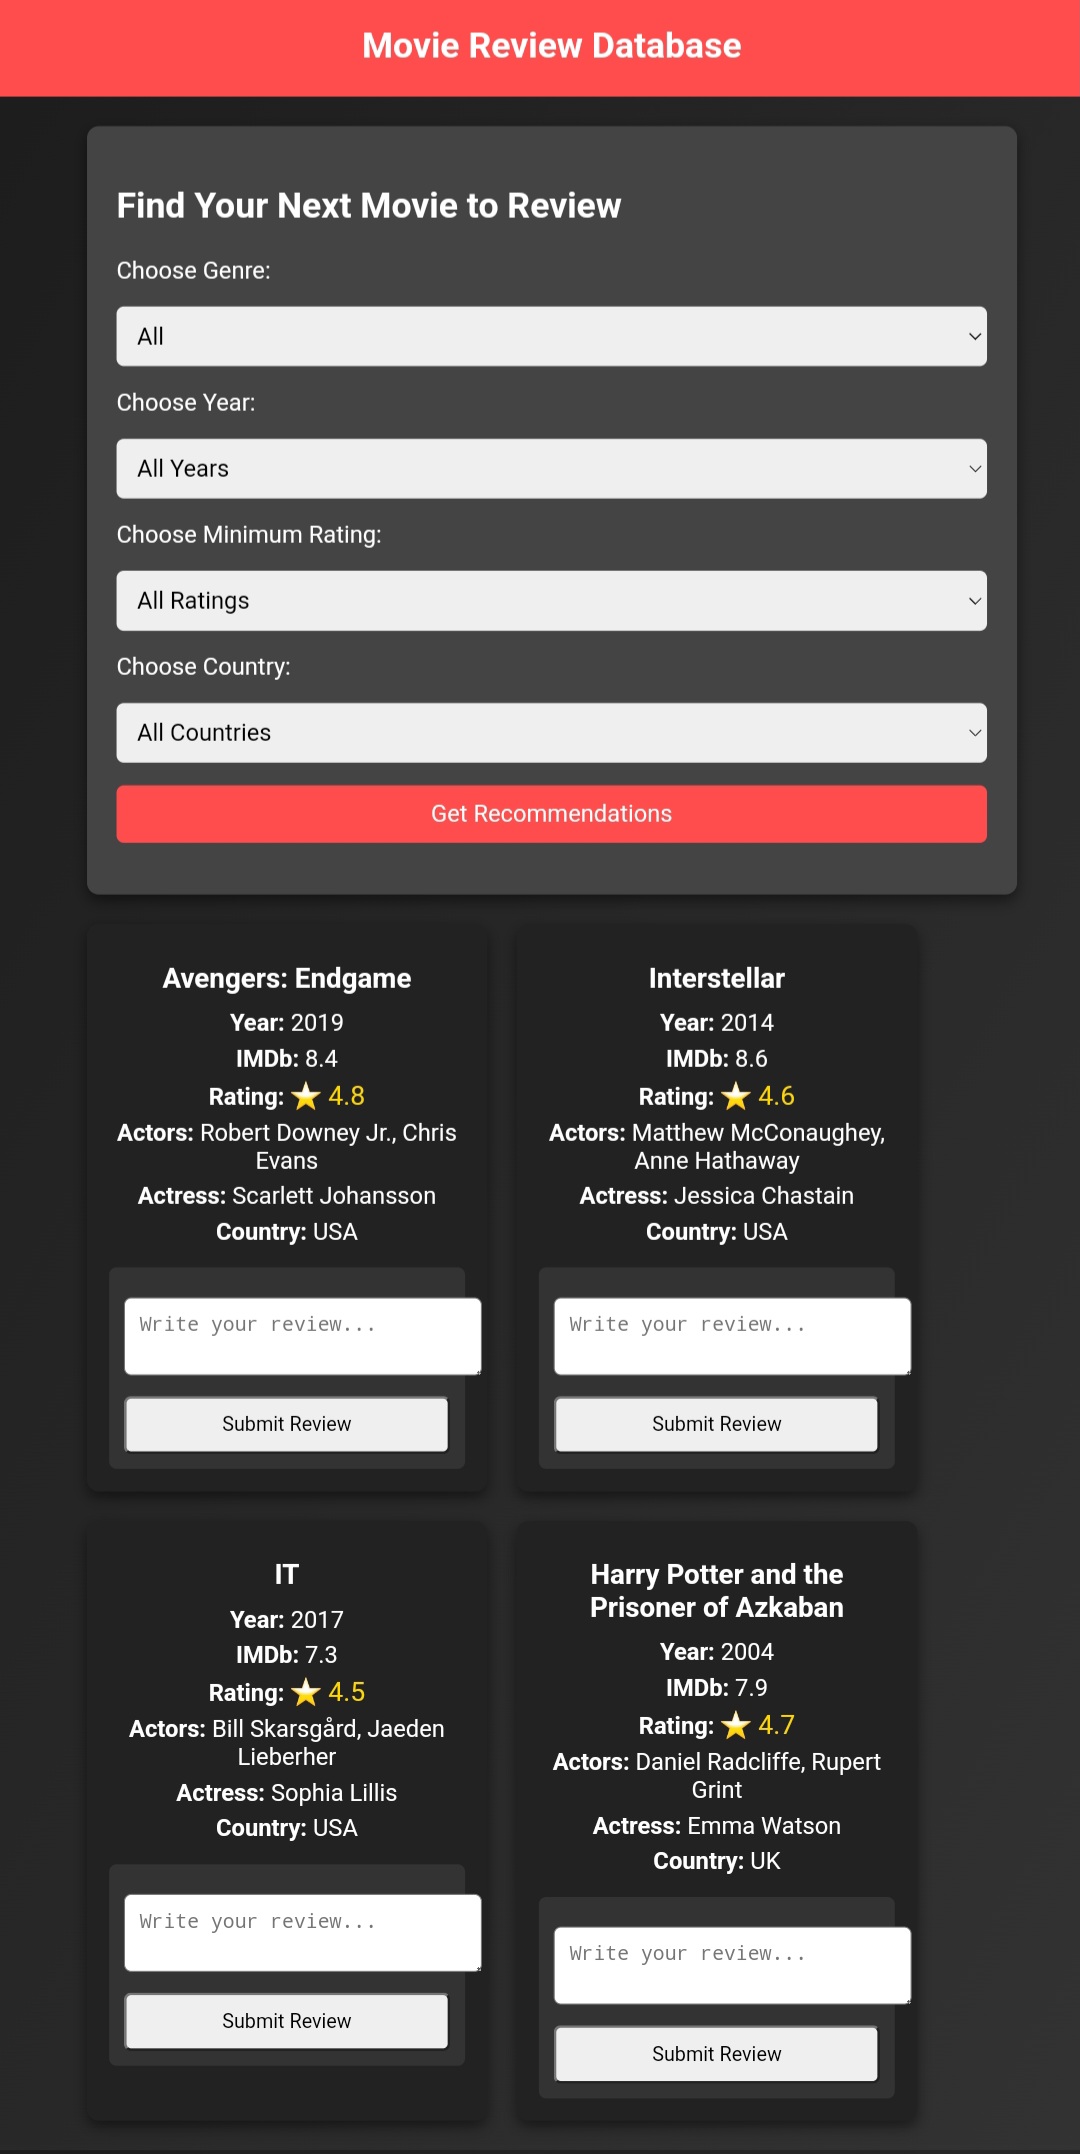 Movie Review Database
Find Your Next Movie to Review
Choose Genre:
All
Choose Year:
All Years
Choose Minimum Rating:
All Ratings
Choose Country:
All Countries
Get Recommendations
Avengers: Endgame
Year: 2019
IMDb: 8.4
Rating: ⭐ 4.8
Actors: Robert Downey Jr., Chris
Evans
Actress: Scarlett Johansson
Country: USA
Write your review...
Submit Review
Interstellar
Year: 2014
IMDb: 8.6
Rating: ⭐ 4.6
Actors: Matthew McConaughey,
Anne Hathaway
Actress: Jessica Chastain
Country: USA
Write your review...
Submit Review
IT
Year: 2017
IMDb: 7.3
Rating: ⭐ 4.5
Actors: Bill Skarsgård, Jaeden
Lieberher
Actress: Sophia Lillis
Country: USA
Write your review...
Submit Review
Harry Potter and the
Prisoner of Azkaban
Year: 2004
IMDb: 7.9
Rating: ⭐ 4.7
Actors: Daniel Radcliffe, Rupert
Grint
Actress: Emma Watson
Country: UK
Write your review...
Submit Review